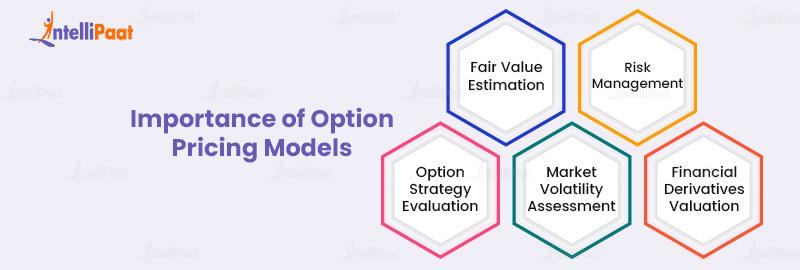 IntelliPaat
Importance of Option
Pricing Models
Fair Value
Estimation
Risk
Management
Option
Strategy
Evaluation
Market
Volatility
Assessment
Financial
Derivatives
Valuation